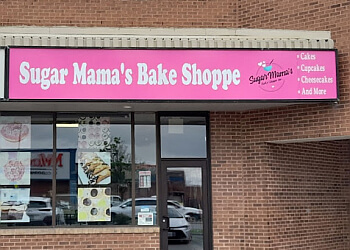 Sugar Mama's Bake Shoppe
Sugar Mama's
• Cakes
• Cupcakes
• Cheesecakes
• And More